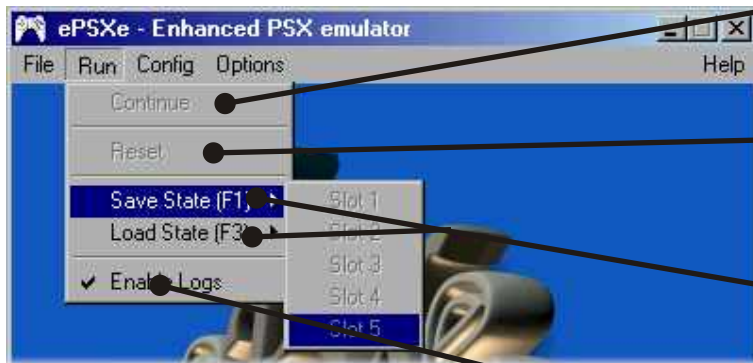 ePSXe - Enhanced PSX emulator
File Run Config Options Help
Continue
Reset
Save State (F1)
Load State (F3)
Enable Logs
Slot 1
Slot 2
Slot 3
Slot 4
Slot 5